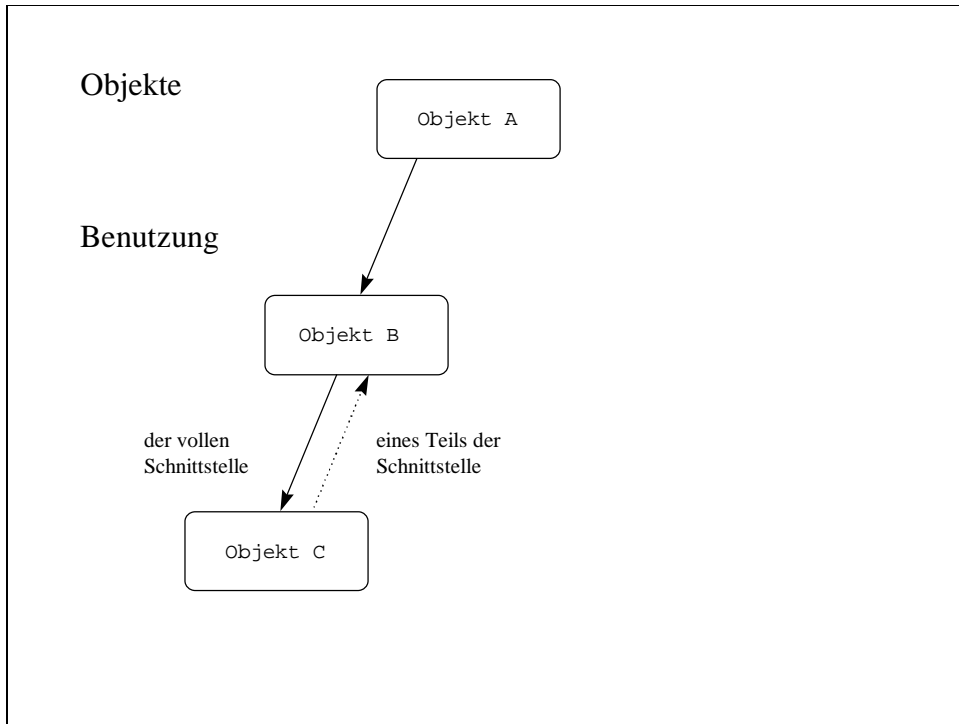 Objekte
Objekt A
Benutzung
Objekt B
der vollen
Schnittstelle
eines Teils der
Schnittstelle
Objekt C